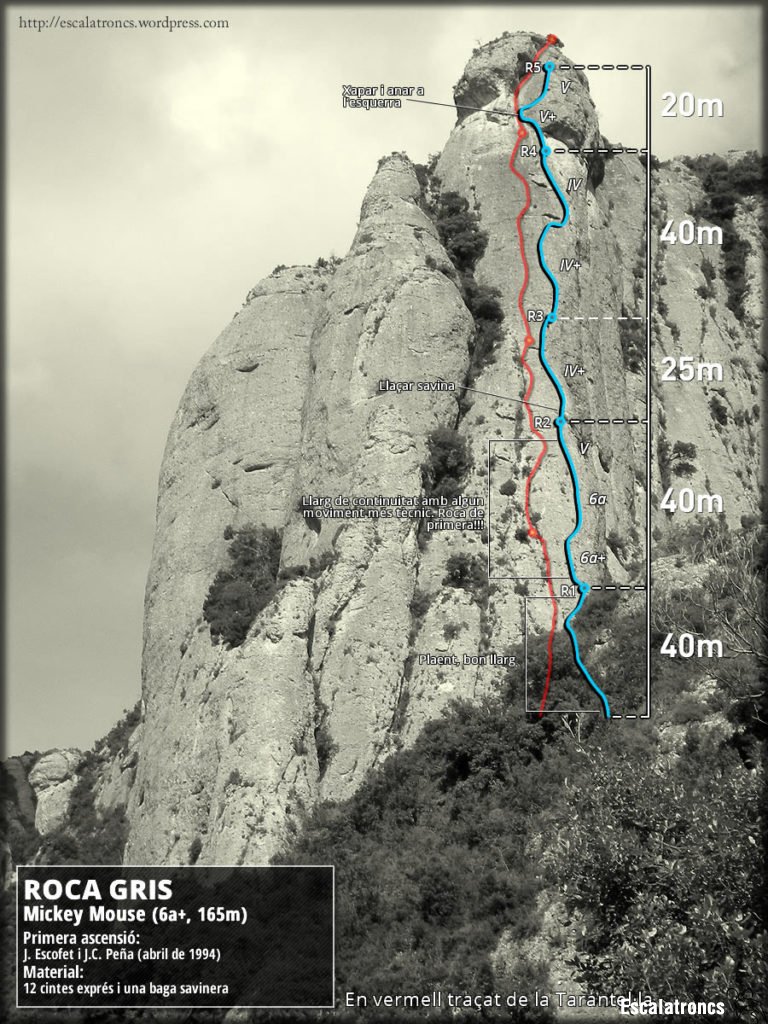 http://escalatroncs.wordpress.com
R5
V
20m
Xapar i anar a
l'esquerra
V+
R4
IV
40m
IV+
R3
25m
IV+
Llaçar savina
R2
V
Llarg de continuitat amb algun
moviment més tècnic. Roca de
primera!!!
6a
40m
6a+
R1
Plaent, bon llarg
40m
ROCA GRIS
Mickey Mouse (6a+, 165m)
Primera ascensió:
J. Escofet i J.C. Peña (abril de 1994)
Material:
12 cintes exprés i una baga savinera
En vermell traçat de la Taràntel·la
Escalatroncs